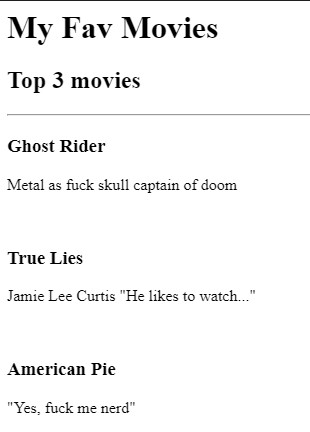 My Fav Movies
Top 3 movies
Ghost Rider
Metal as fuck skull captain of doom
True Lies
Jamie Lee Curtis "He likes to watch..."
American Pie
"Yes, fuck me nerd"